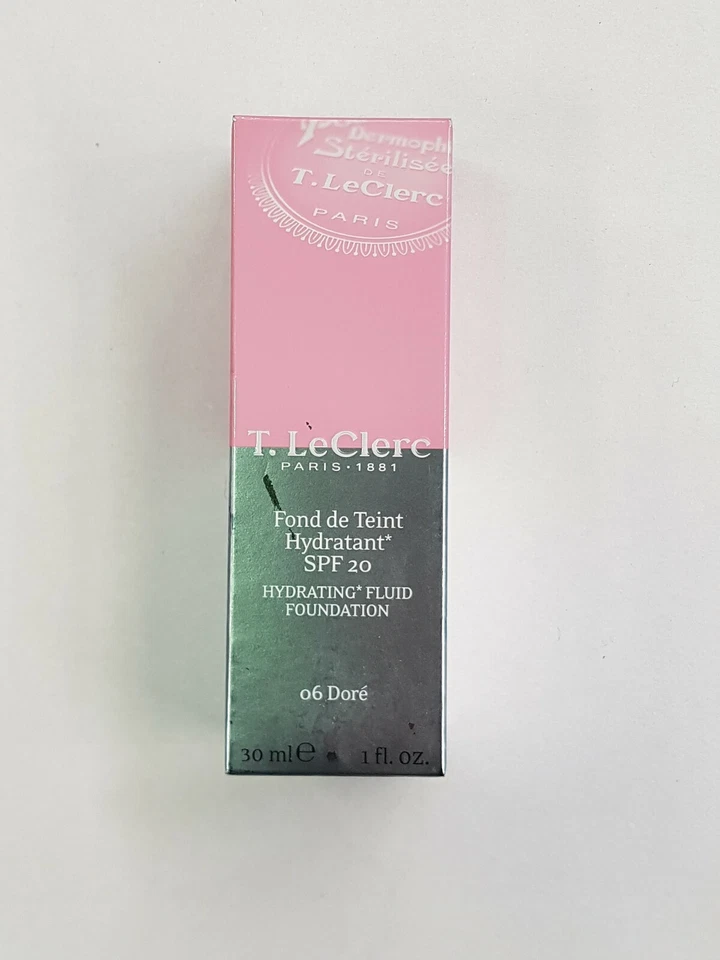 Dermoph
Stérilisée
DE
T. LeClerc
PARIS
T. LeClerc
PARIS · 1881
Fond de Teint
Hydratant*
SPF 20
HYDRATING* FLUID
FOUNDATION
06 Doré
30 ml e 1 fl. oz.